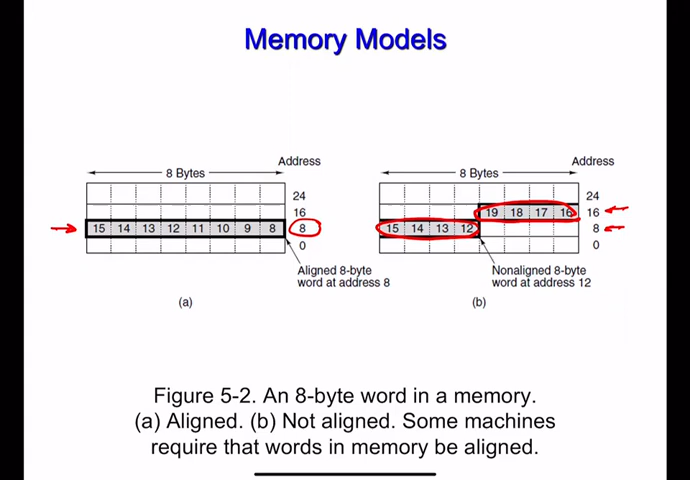 Memory Models
Address
8 Bytes
24
16
15 14 13 12 11 10 9 8 8
0
Aligned 8-byte
word at address 8
(a)
Address
8 Bytes
24
19 18 17 16 16
15 14 13 12 8
0
Nonaligned 8-byte
word at address 12
(b)
Figure 5-2. An 8-byte word in a memory.
(a) Aligned. (b) Not aligned. Some machines
require that words in memory be aligned.